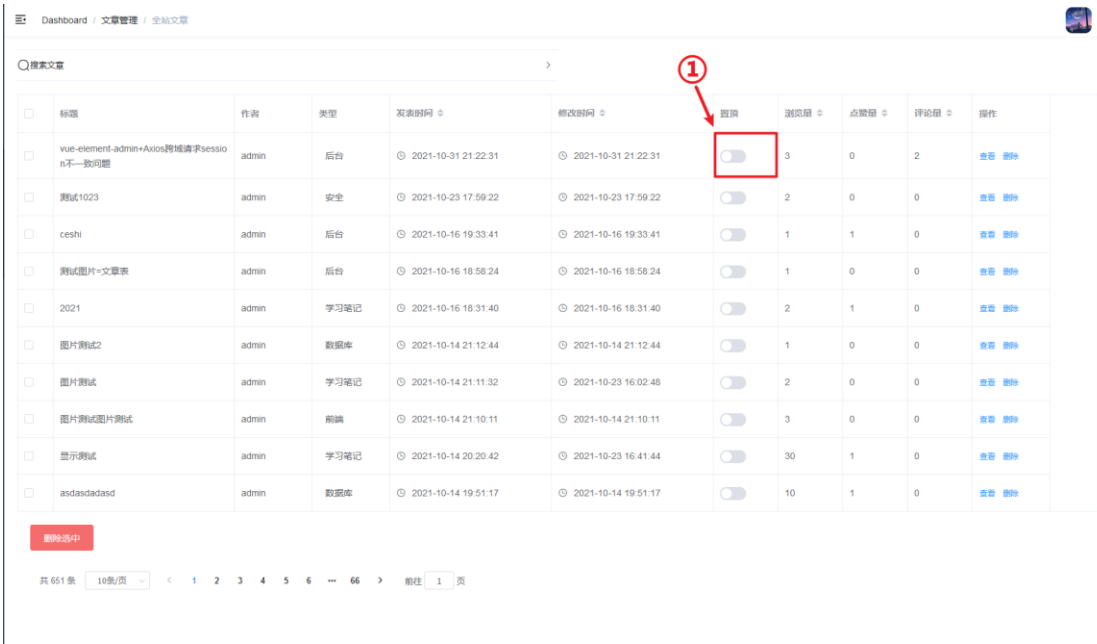 Dashboard / 文章管理 / 全站文章
搜索文章
①
标题 作者 类型 发表时间 修改时间 置顶 浏览量 点赞量 评论量 操作
vue-element-admin+Axios跨域请求sessio
n不一致问题 admin 后台 2021-10-31 21:22:31 2021-10-31 21:22:31 3 0 2 查看 删除
测试1023 admin 安全 2021-10-23 17:59:22 2021-10-23 17:59:22 2 0 0 查看 删除
ceshi admin 后台 2021-10-16 19:33:41 2021-10-16 19:33:41 1 1 0 查看 删除
测试图片=文章表 admin 后台 2021-10-16 18:58:24 2021-10-16 18:58:24 1 0 0 查看 删除
2021 admin 学习笔记 2021-10-16 18:31:40 2021-10-16 18:31:40 2 1 0 查看 删除
图片测试2 admin 数据库 2021-10-14 21:12:44 2021-10-14 21:12:44 1 0 0 查看 删除
图片测试 admin 学习笔记 2021-10-14 21:11:32 2021-10-23 16:02:48 2 0 0 查看 删除
图片测试图片测试 admin 前端 2021-10-14 21:10:11 2021-10-14 21:10:11 3 0 0 查看 删除
显示测试 admin 学习笔记 2021-10-14 20:20:42 2021-10-23 16:41:44 30 1 0 查看 删除
asdasdadasd admin 数据库 2021-10-14 19:51:17 2021-10-14 19:51:17 10 1 0 查看 删除
删除选中
共 651 条 10条/页 1 2 3 4 5 6 ··· 66 前往 1 页